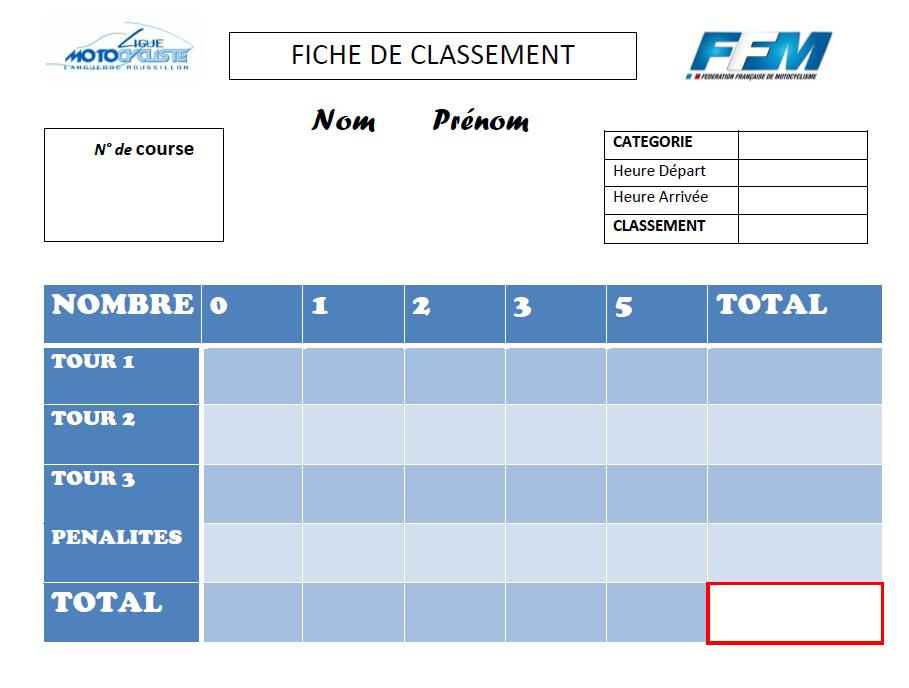 LIGUE
MOTOCYCLISTE
LANGUEDOC ROUSSILLON
FICHE DE CLASSEMENT
FFM
FEDERATION FRANÇAISE DE MOTOCYCLISME
Nom Prénom
N° de course
CATEGORIE
Heure Départ
Heure Arrivée
CLASSEMENT
NOMBRE 0 1 2 3 5 TOTAL
TOUR 1
TOUR 2
TOUR 3
PENALITES
TOTAL